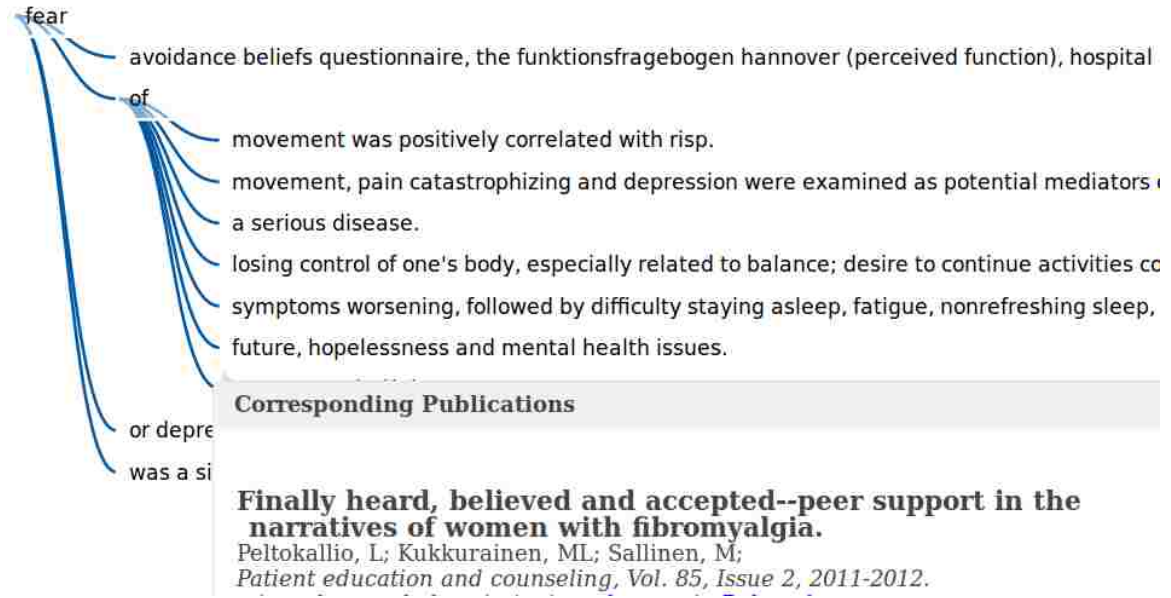 fear
avoidance beliefs questionnaire, the funktionsfragebogen hannover (perceived function), hospital
of
movement was positively correlated with risp.
movement, pain catastrophizing and depression were examined as potential mediators
a serious disease.
losing control of one's body, especially related to balance; desire to continue activities co
symptoms worsening, followed by difficulty staying asleep, fatigue, nonrefreshing sleep,
future, hopelessness and mental health issues.
Corresponding Publications
or depre
was a si
Finally heard, believed and accepted--peer support in the
narratives of women with fibromyalgia.
Peltokallio, L; Kukkurainen, ML; Sallinen, M;
Patient education and counseling, Vol. 85, Issue 2, 2011-2012.